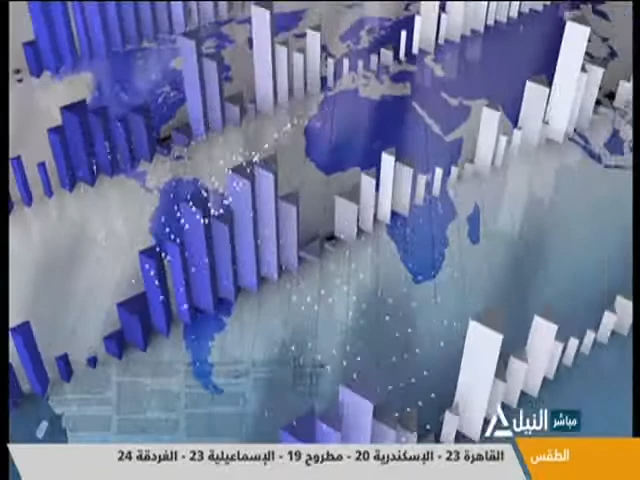 النيل مباشر
الطقس
القاهرة 23 - الإسكندرية 20 - مطروح 19 - الإسماعيلية 23 - الغردقة 24